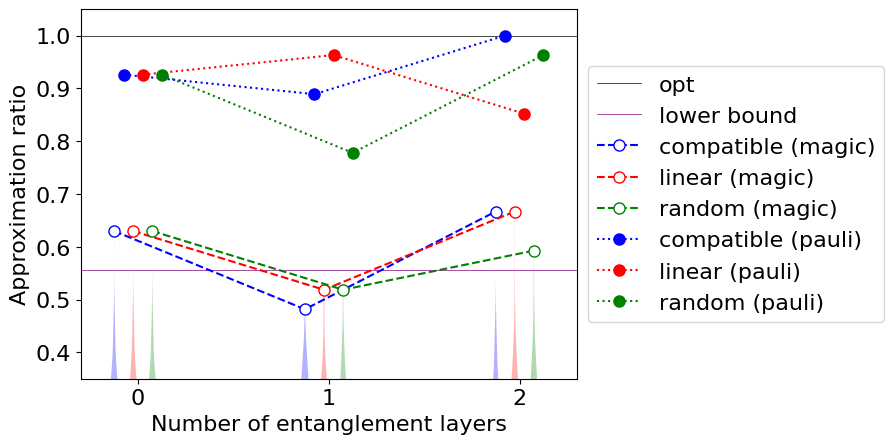 Approximation ratio
1.0
0.9
0.8
0.7
0.6
0.5
0.4
0
1
2
Number of entanglement layers
opt
lower bound
compatible (magic)
linear (magic)
random (magic)
compatible (pauli)
linear (pauli)
random (pauli)